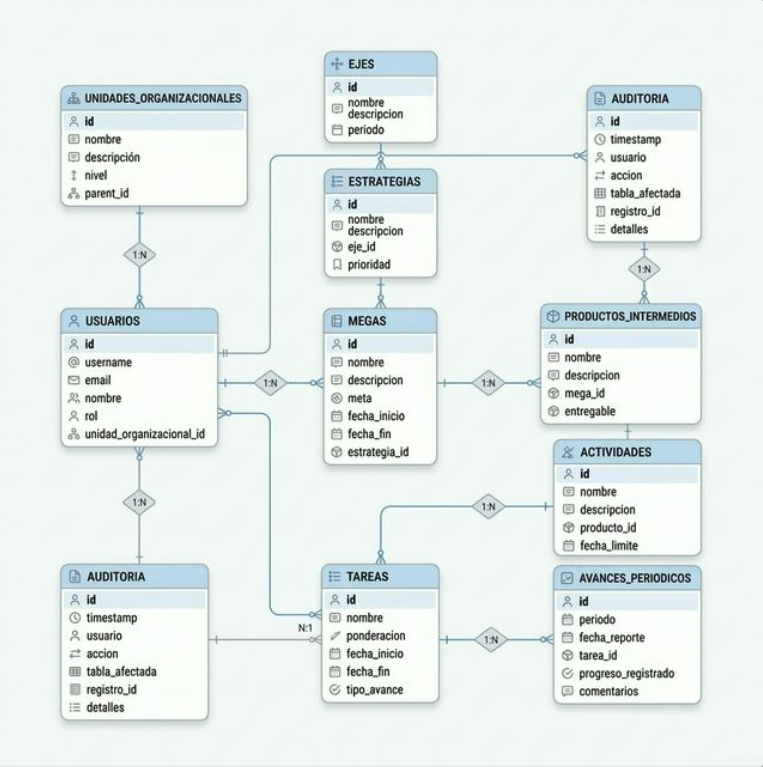 EJES
id
nombre
descripcion
periodo
UNIDADES_ORGANIZACIONALES
id
nombre
descripción
nivel
parent_id
AUDITORIA
id
timestamp
usuario
accion
tabla_afectada
registro_id
detalles
ESTRATEGIAS
id
nombre
descripcion
eje_id
prioridad
1:N
1:N
USUARIOS
id
username
email
nombre
rol
unidad_organizacional_id
1:N
MEGAS
id
nombre
descripcion
meta
fecha_inicio
fecha_fin
estrategia_id
1:N
PRODUCTOS_INTERMEDIOS
id
nombre
descripcion
mega_id
entregable
ACTIVIDADES
id
nombre
descripcion
producto_id
fecha_limite
1:N
1:N
AUDITORIA
id
timestamp
usuario
accion
tabla_afectada
registro_id
detalles
N:1
TAREAS
id
nombre
ponderacion
fecha_inicio
fecha_fin
tipo_avance
1:N
AVANCES_PERIODICOS
id
periodo
fecha_reporte
tarea_id
progreso_registrado
comentarios